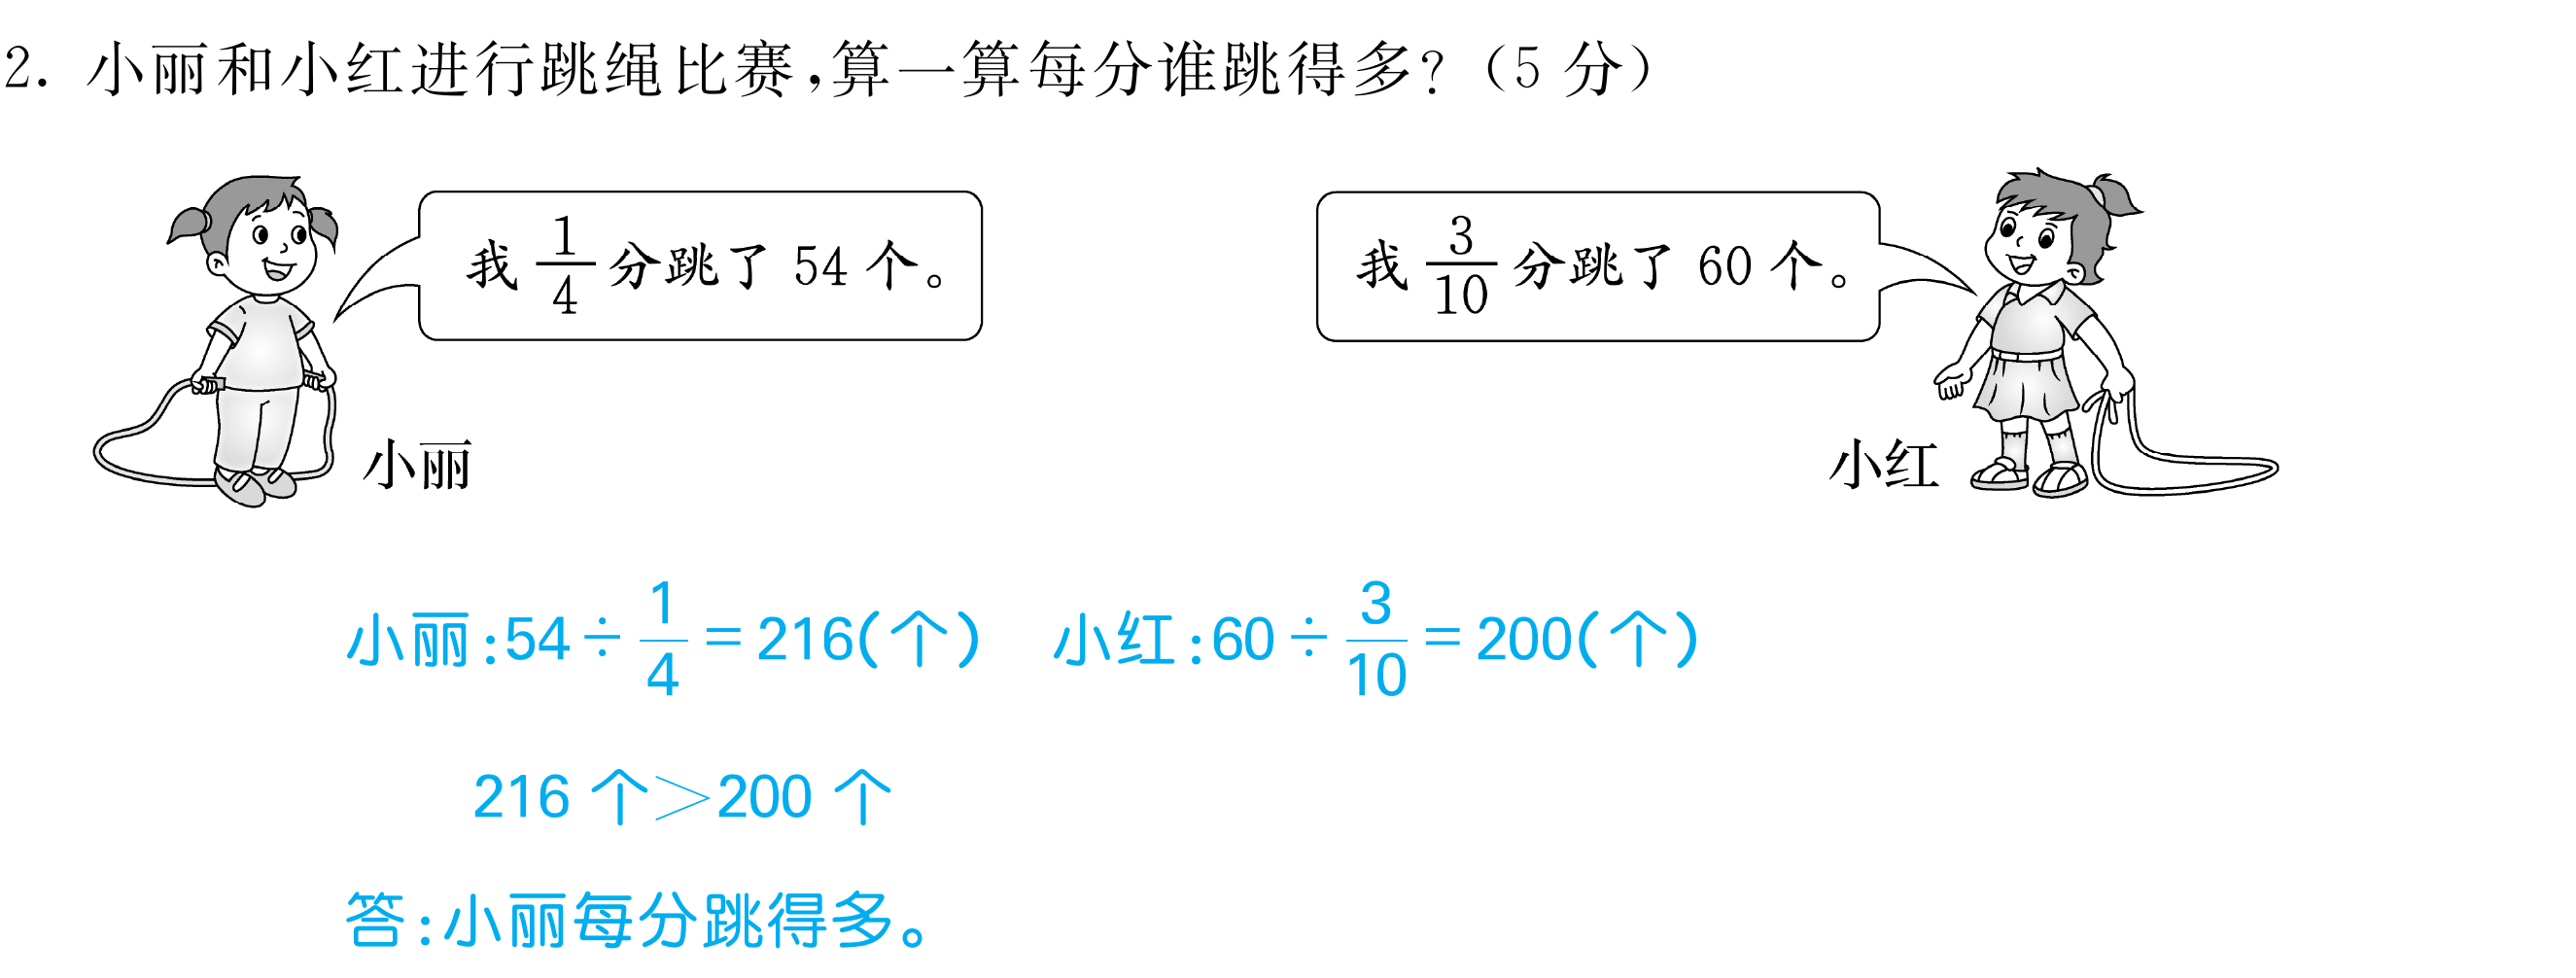 2. 小丽和小红进行跳绳比赛,算一算每分谁跳得多?(5 分)
我 1/4 分跳了 54 个。
我 3/10 分跳了 60 个。
小丽
小红
小丽:54÷1/4=216(个) 小红:60÷3/10=200(个)
216 个>200 个
答:小丽每分跳得多。